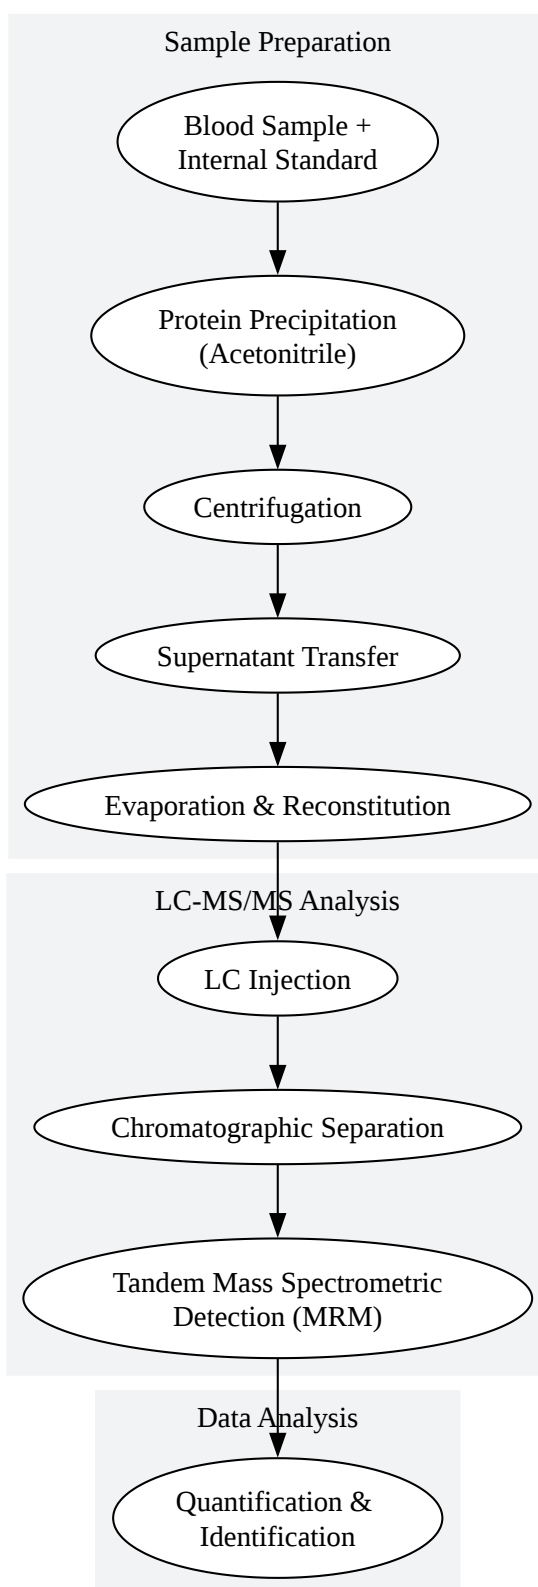 Sample Preparation
Blood Sample +
Internal Standard
Protein Precipitation
(Acetonitrile)
Centrifugation
Supernatant Transfer
Evaporation & Reconstitution
LC-MS/MS Analysis
LC Injection
Chromatographic Separation
Tandem Mass Spectrometric
Detection (MRM)
Data Analysis
Quantification &
Identification